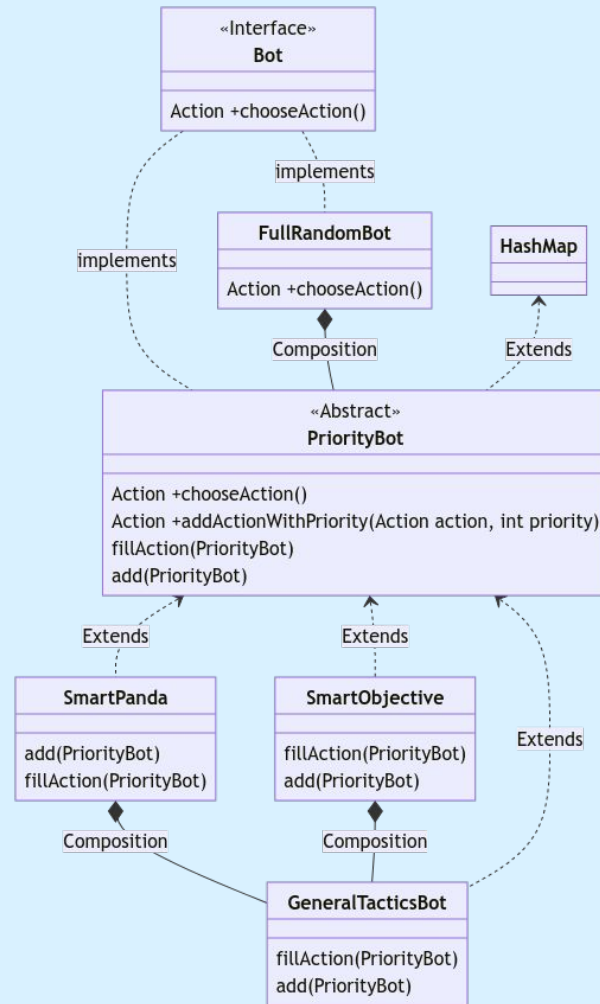 «Interface»
Bot
Action +chooseAction()
implements
FullRandomBot
HashMap
implements
Action +chooseAction()
Composition
Extends
«Abstract»
PriorityBot
Action +chooseAction()
Action +addActionWithPriority(Action action, int priority)
fillAction(PriorityBot)
add(PriorityBot)
Extends
Extends
SmartPanda
SmartObjective
Extends
add(PriorityBot)
fillAction(PriorityBot)
fillAction(PriorityBot)
add(PriorityBot)
Composition
Composition
GeneralTacticsBot
fillAction(PriorityBot)
add(PriorityBot)